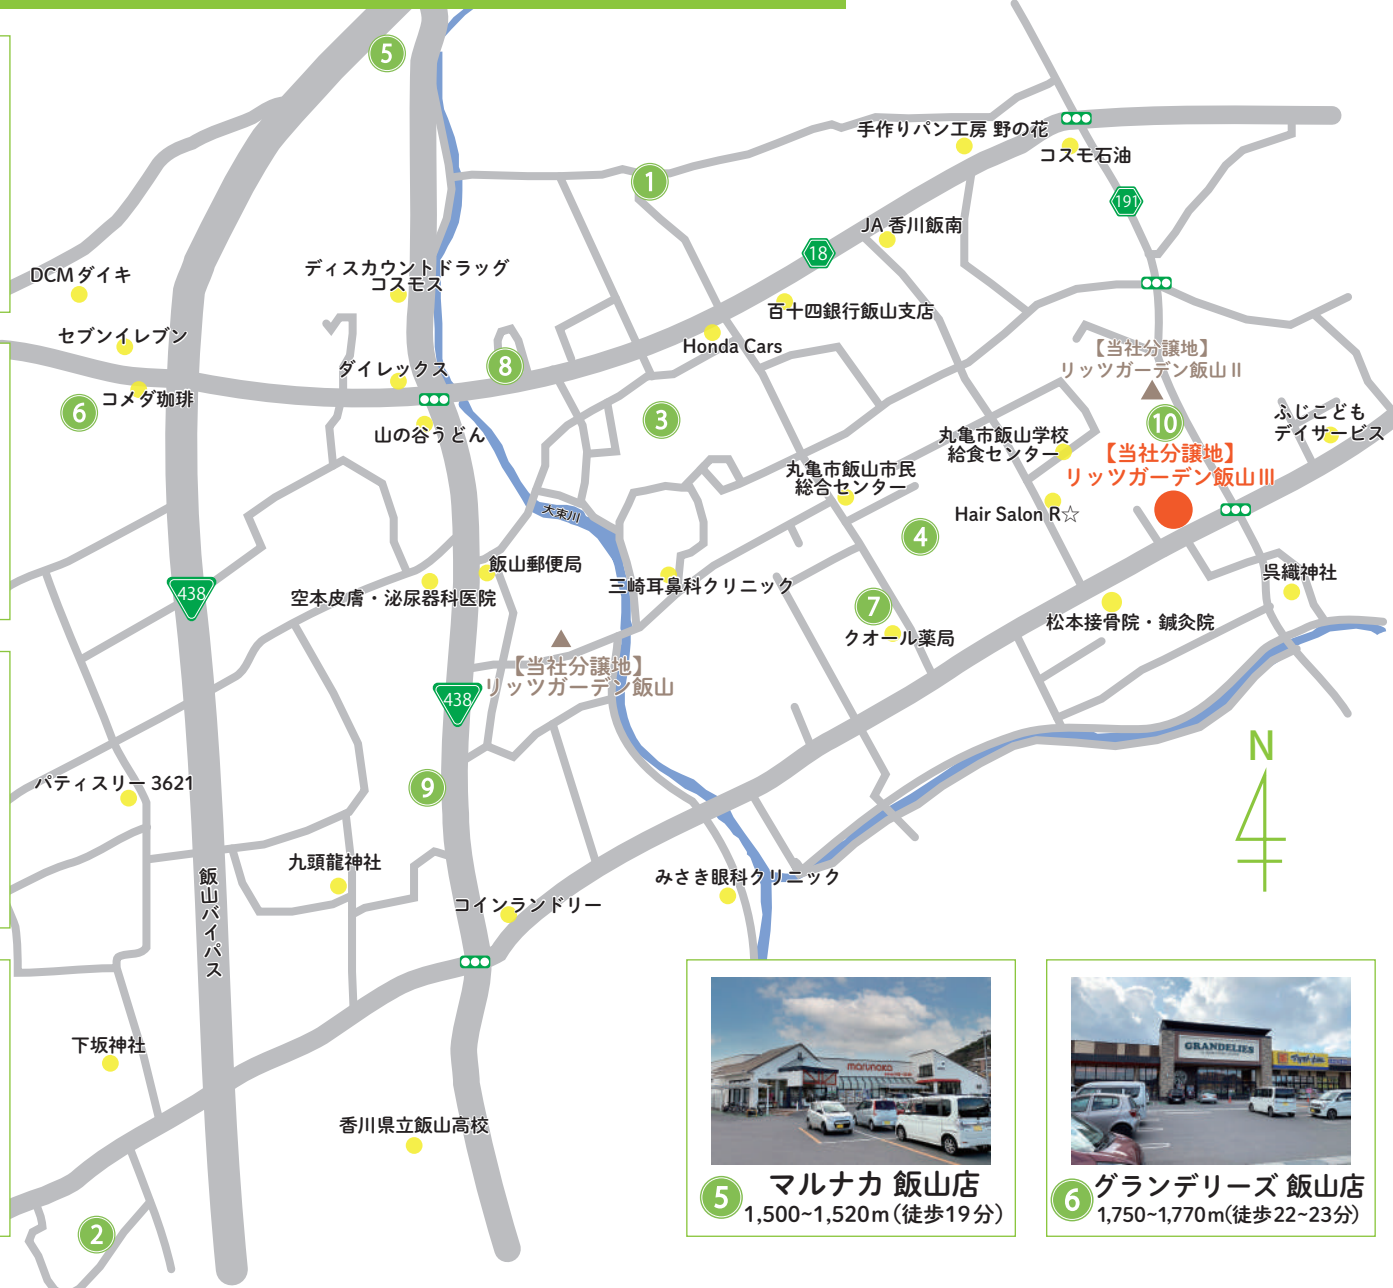 5
手作りパン工房 野の花
コスモ石油
1
191
JA 香川飯南
18
DCMダイキ
ディスカウントドラッグ
コスモス
百十四銀行飯山支店
セブンイレブン
Honda Cars
【当社分譲地】
リッツガーデン飯山Ⅱ
ダイレックス
8
コメダ珈琲
6
3
10
ふじこども
デイサービス
山の谷うどん
丸亀市飯山学校
給食センター
【当社分譲地】
リッツガーデン飯山Ⅲ
丸亀市飯山市民
総合センター
大束川
Hair Salon R☆
4
飯山郵便局
三崎耳鼻科クリニック
呉織神社
438
空本皮膚・泌尿器科医院
7
クオール薬局
松本接骨院・鍼灸院
【当社分譲地】
リッツガーデン飯山
438
N
パティスリー 3621
9
九頭龍神社
飯山バイパス
みさき眼科クリニック
コインランドリー
下坂神社
香川県立飯山高校
2
marunaka
5
マルナカ 飯山店
1,500~1,520m(徒歩19分)
GRANDELIES
6
グランデリーズ 飯山店
1,750~1,770m(徒歩22~23分)